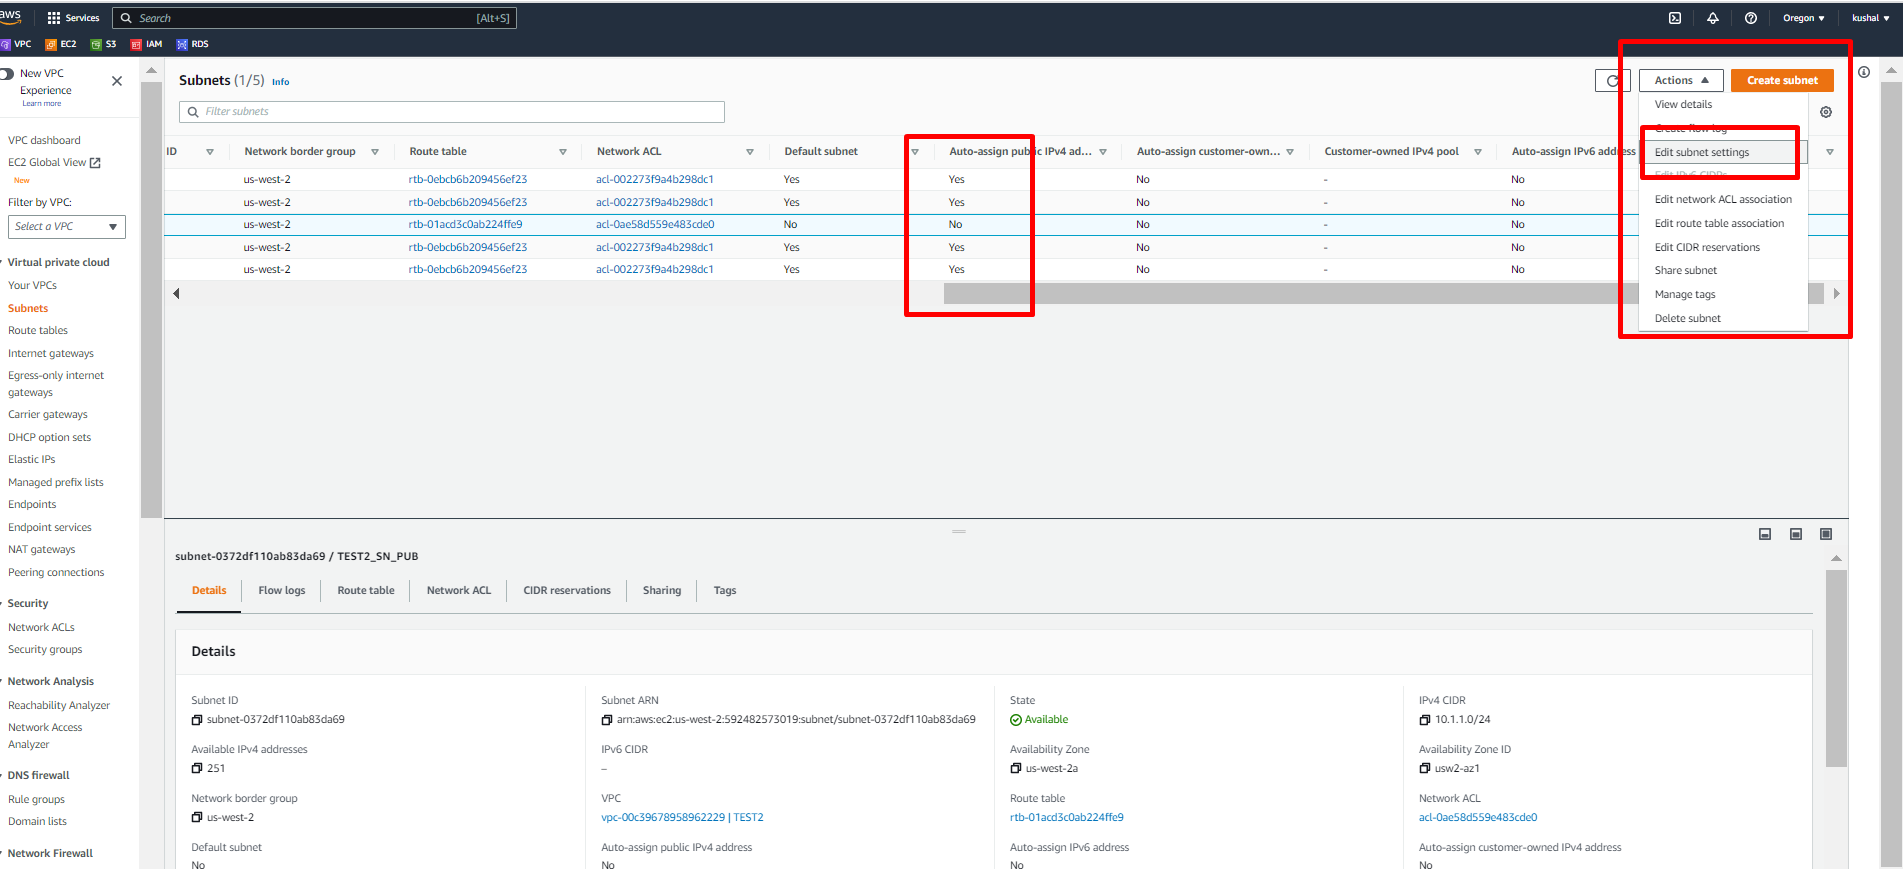 aws
Services
Search
[Alt+S]
Oregon
kushal
VPC
EC2
S3
IAM
RDS
New VPC
Experience
Learn more
VPC dashboard
EC2 Global View
New
Filter by VPC:
Select a VPC
Virtual private cloud
Your VPCs
Subnets
Route tables
Internet gateways
Egress-only internet
gateways
Carrier gateways
DHCP option sets
Elastic IPs
Managed prefix lists
Endpoints
Endpoint services
NAT gateways
Peering connections
Security
Network ACLs
Security groups
Network Analysis
Reachability Analyzer
Network Access
Analyzer
DNS firewall
Rule groups
Domain lists
Network Firewall
Subnets (1/5) Info
Actions
Create subnet
Filter subnets
ID Network border group Route table Network ACL Default subnet Auto-assign public IPv4 ad... Auto-assign customer-own... Customer-owned IPv4 pool Auto-assign IPv6 address
us-west-2 rtb-0ebcb6b209456ef23 acl-002273f9a4b298dc1 Yes Yes No - No
us-west-2 rtb-0ebcb6b209456ef23 acl-002273f9a4b298dc1 Yes Yes No - No
us-west-2 rtb-01acd3c0ab224ffe9 acl-0ae58d559e483cde0 No No No - No
us-west-2 rtb-0ebcb6b209456ef23 acl-002273f9a4b298dc1 Yes Yes No - No
us-west-2 rtb-0ebcb6b209456ef23 acl-002273f9a4b298dc1 Yes Yes No - No
View details
Create flow log
Edit subnet settings
Edit IPv6 CIDRs
Edit network ACL association
Edit route table association
Edit CIDR reservations
Share subnet
Manage tags
Delete subnet
subnet-0372df110ab83da69 / TEST2_SN_PUB
Details
Flow logs
Route table
Network ACL
CIDR reservations
Sharing
Tags
Details
Subnet ID
subnet-0372df110ab83da69
Subnet ARN
arn:aws:ec2:us-west-2:592482573019:subnet/subnet-0372df110ab83da69
State
Available
IPv4 CIDR
10.1.1.0/24
Available IPv4 addresses
251
IPv6 CIDR
–
Availability Zone
us-west-2a
Availability Zone ID
usw2-az1
Network border group
us-west-2
VPC
vpc-00c39678958962229 | TEST2
Route table
rtb-01acd3c0ab224ffe9
Network ACL
acl-0ae58d559e483cde0
Default subnet
No
Auto-assign public IPv4 address
No
Auto-assign IPv6 address
No
Auto-assign customer-owned IPv4 address
No